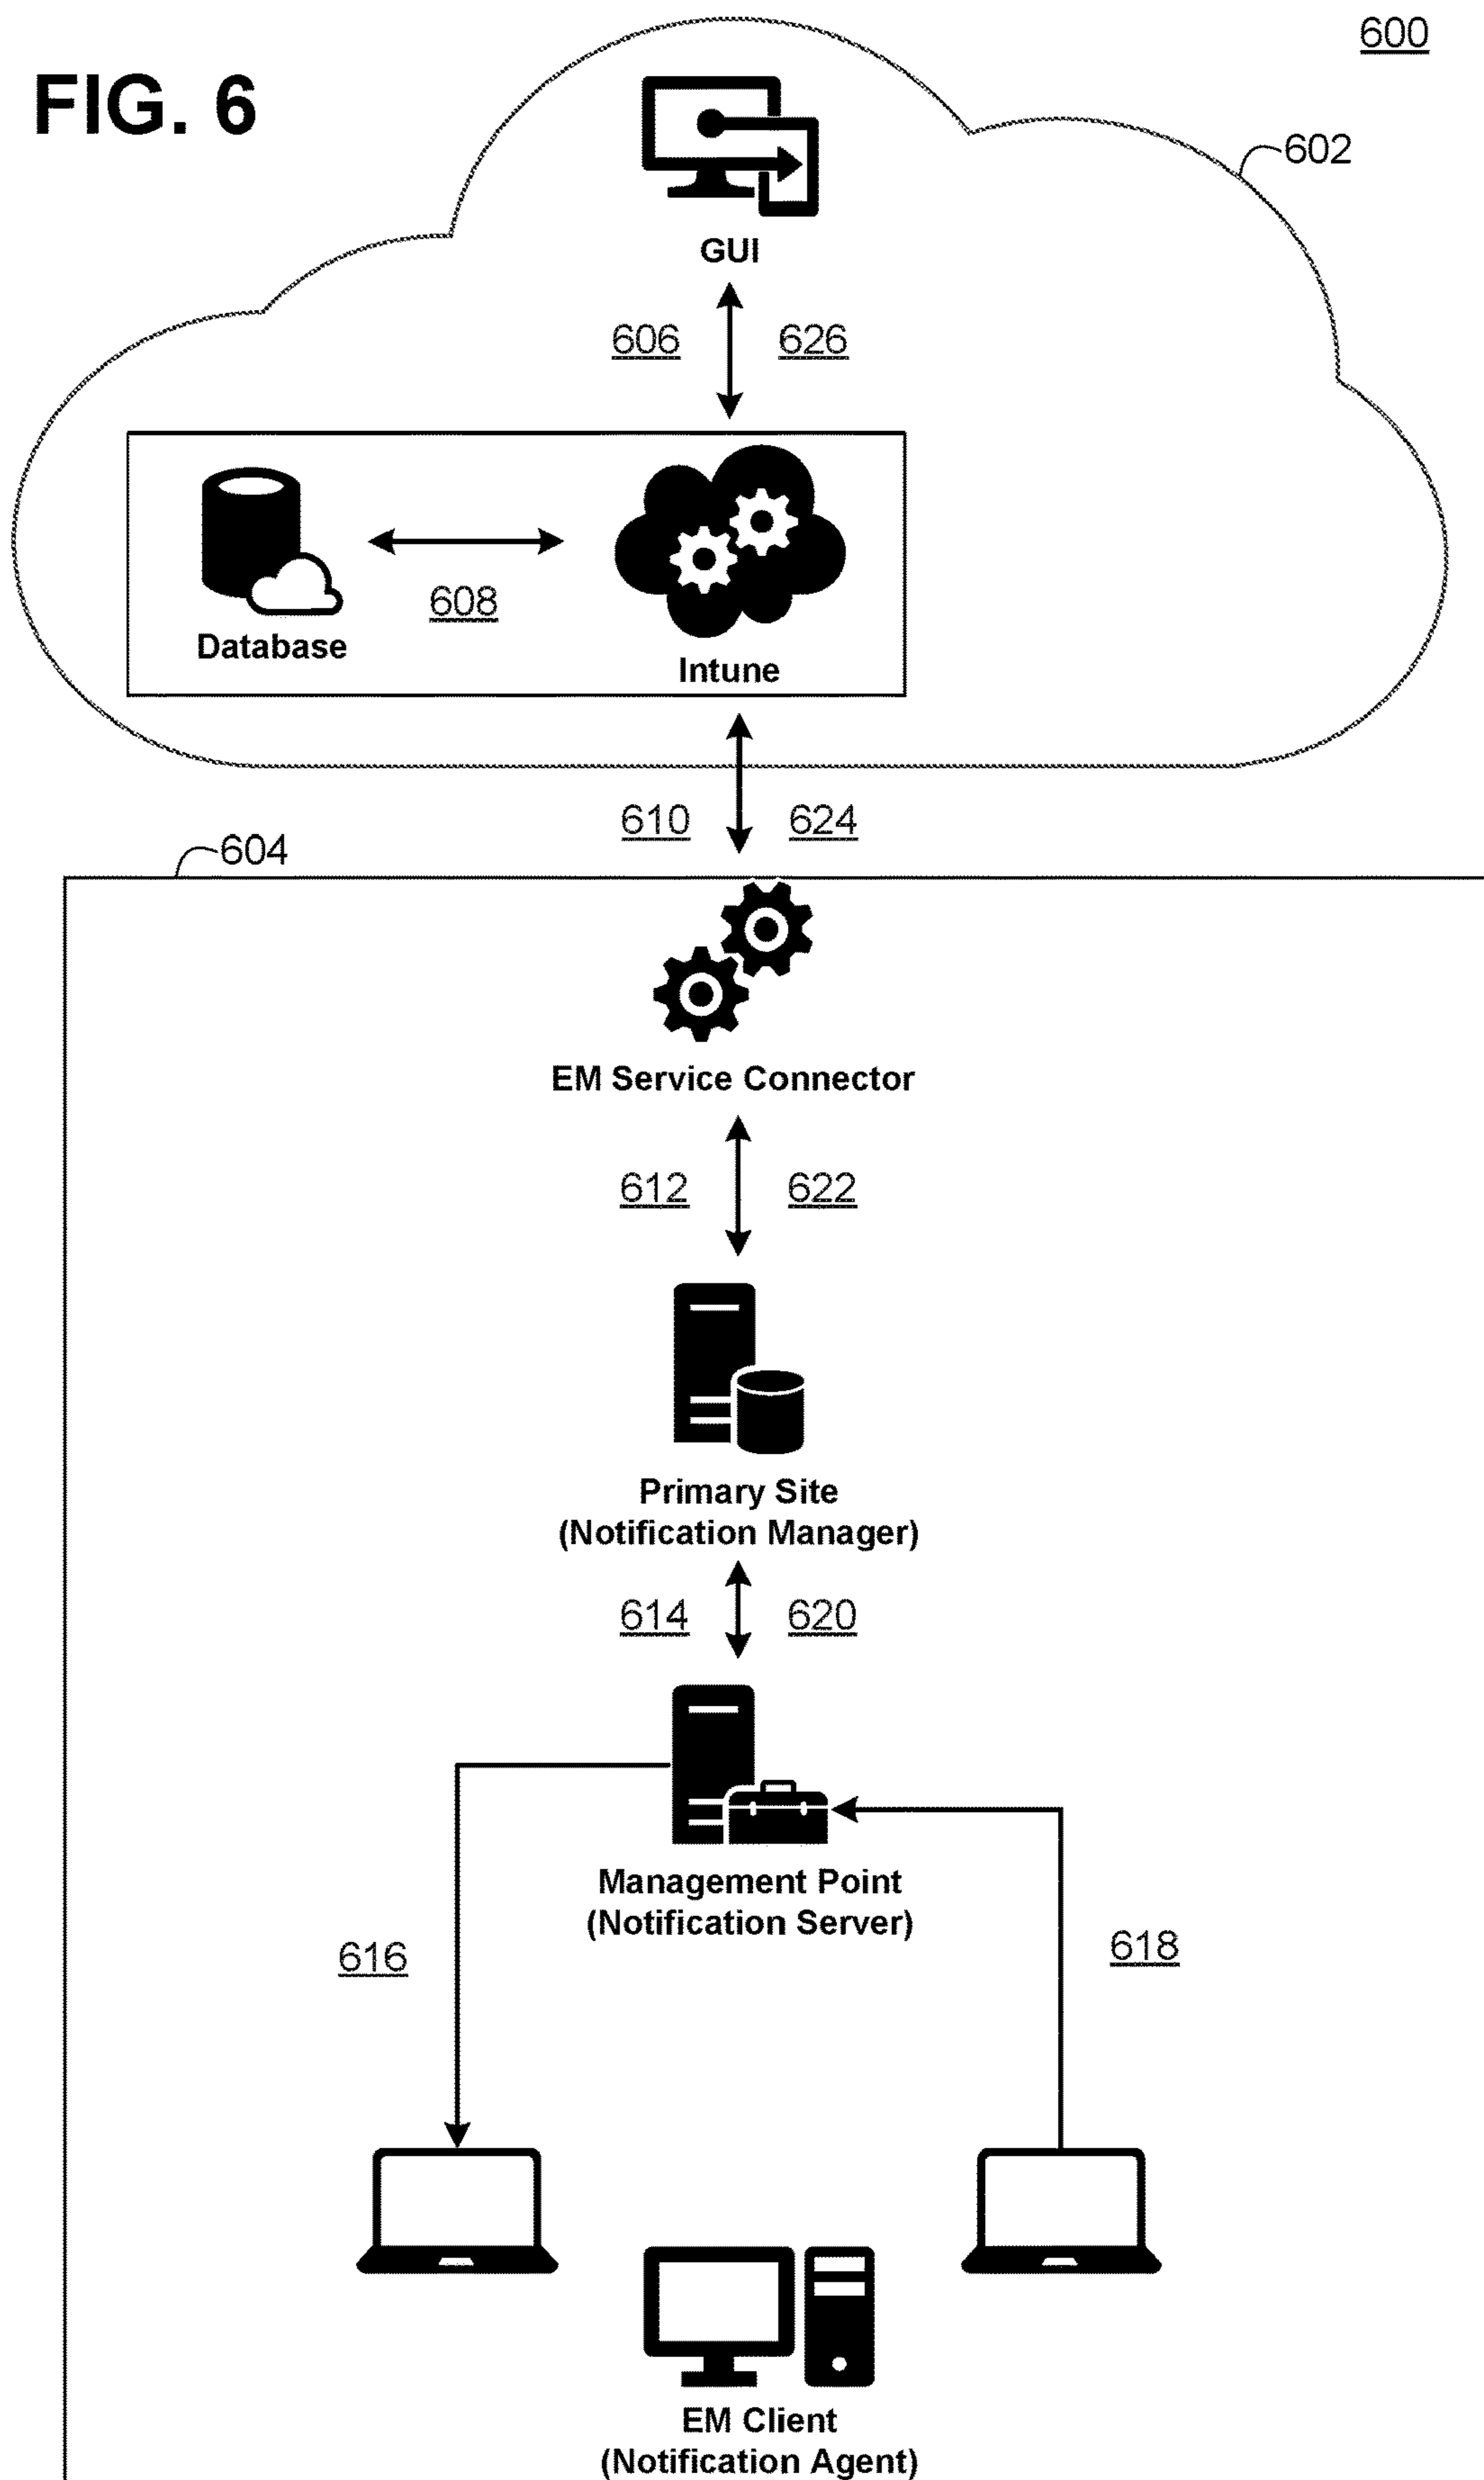 600
FIG. 6
602
GUI
606 626
608
Database
Intune
610 624
604
EM Service Connector
612 622
Primary Site
(Notification Manager)
614 620
Management Point
(Notification Server)
616
618
EM Client
(Notification Agent)